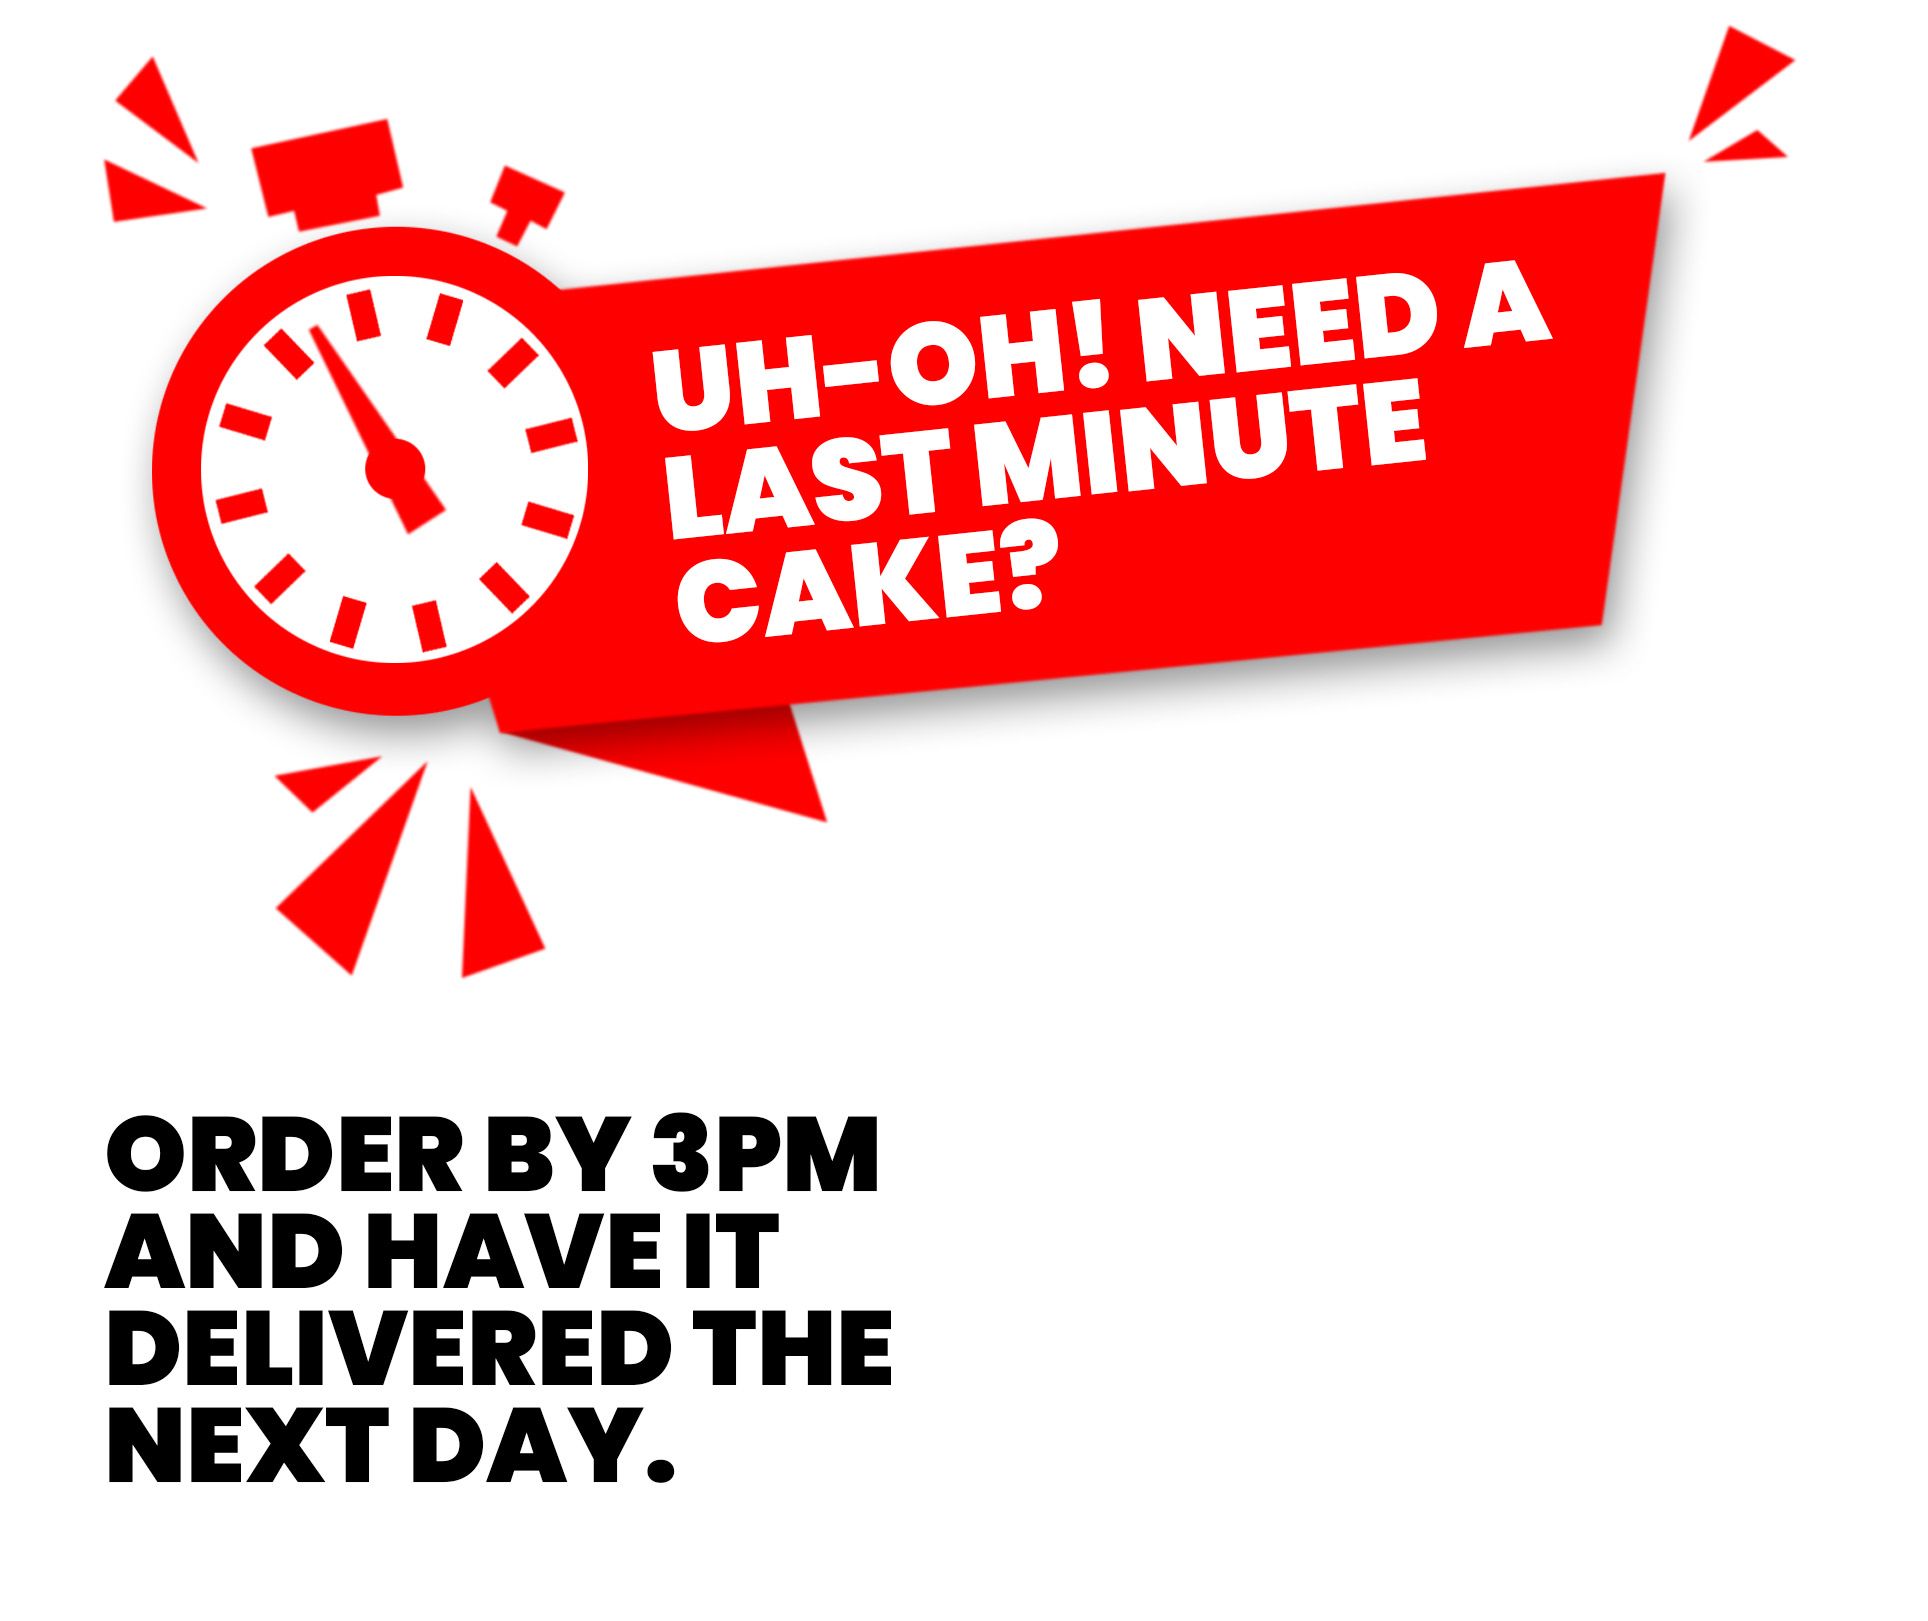 UH-OH! NEED A
LAST MINUTE
CAKE?
ORDER BY 3PM
AND HAVE IT
DELIVERED THE
NEXT DAY.